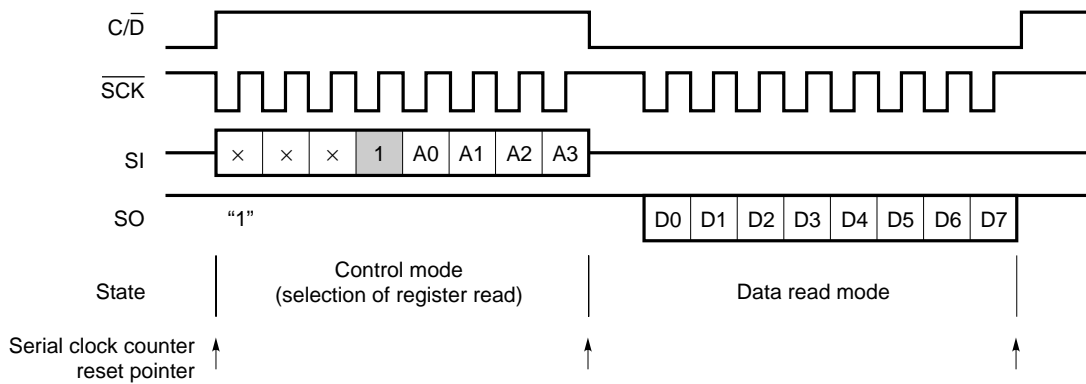 C/D̅
S̅C̅K̅
SI × × × 1 A0 A1 A2 A3
SO “1” D0 D1 D2 D3 D4 D5 D6 D7
State Control mode (selection of register read) Data read mode
Serial clock counter
reset pointer